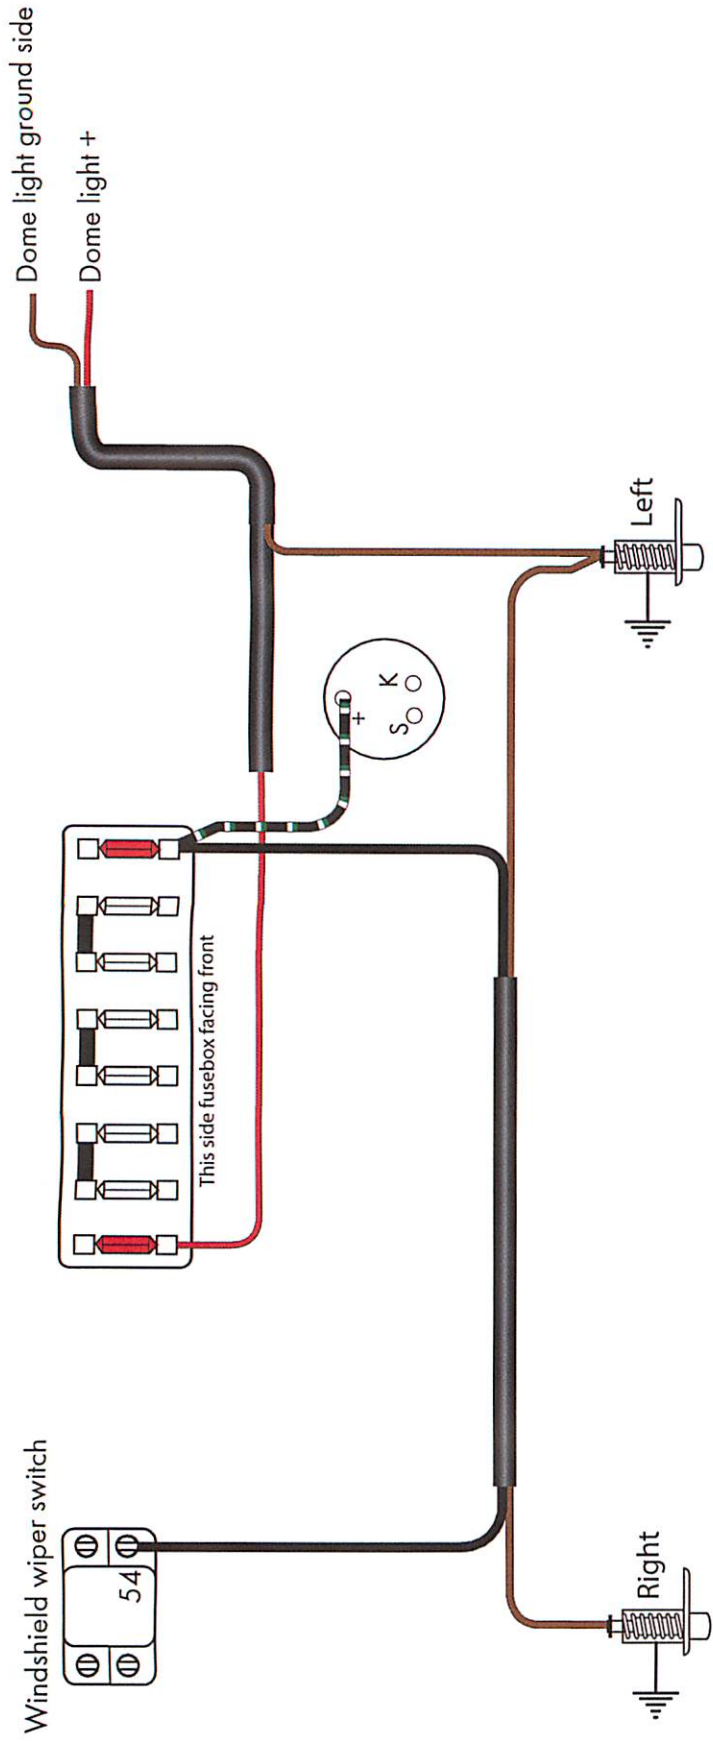 Dome light ground side
Dome light +
Left
K
S
+
This side fusebox facing front
Windshield wiper switch
54
Right